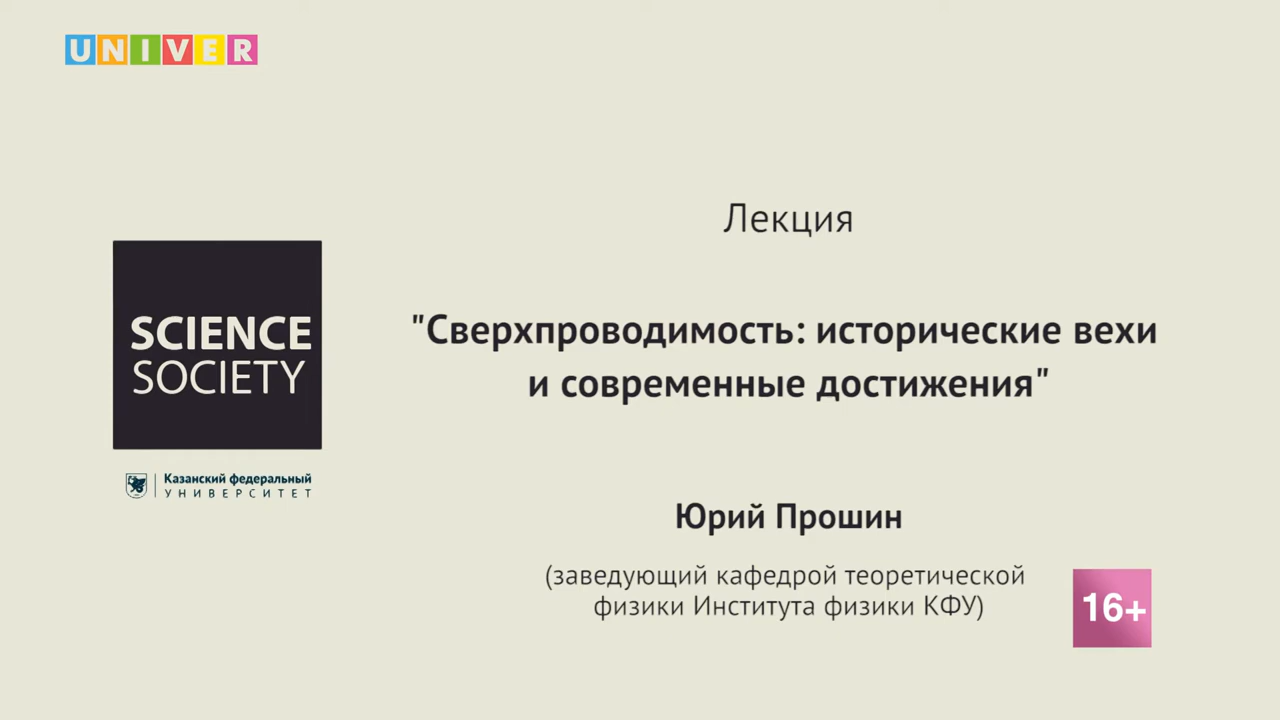 UNIVER
Лекция
SCIENCE
SOCIETY
"Сверхпроводимость: исторические вехи
и современные достижения"
Казанский федеральный
УНИВЕРСИТЕТ
Юрий Прошин
(заведующий кафедрой теоретической
физики Института физики КФУ)
16+